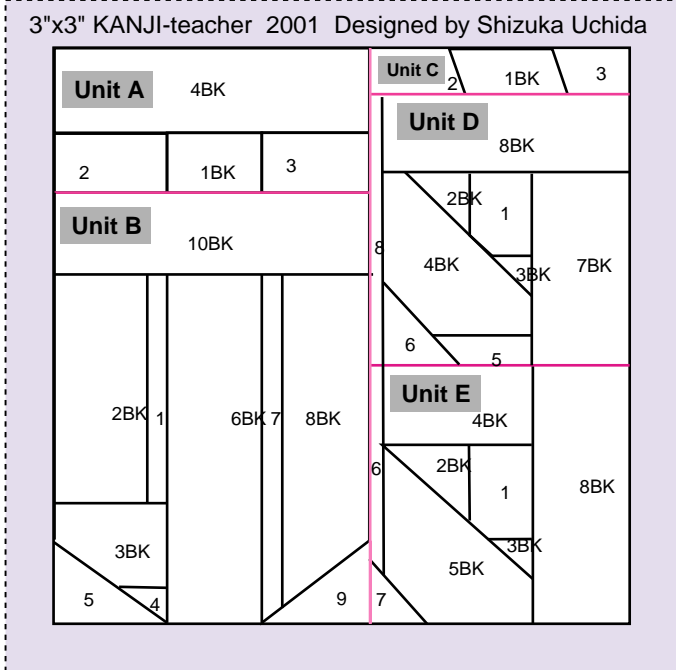 3"x3" KANJI-teacher 2001 Designed by Shizuka Uchida
Unit A
4BK
2
1BK
3
Unit B
10BK
2BK
1
6BK
7
8BK
3BK
5
4
9
Unit C
2
1BK
3
Unit D
8BK
2BK
1
8
4BK
3BK
7BK
6
5
Unit E
4BK
6
2BK
1
8BK
3BK
5BK
7